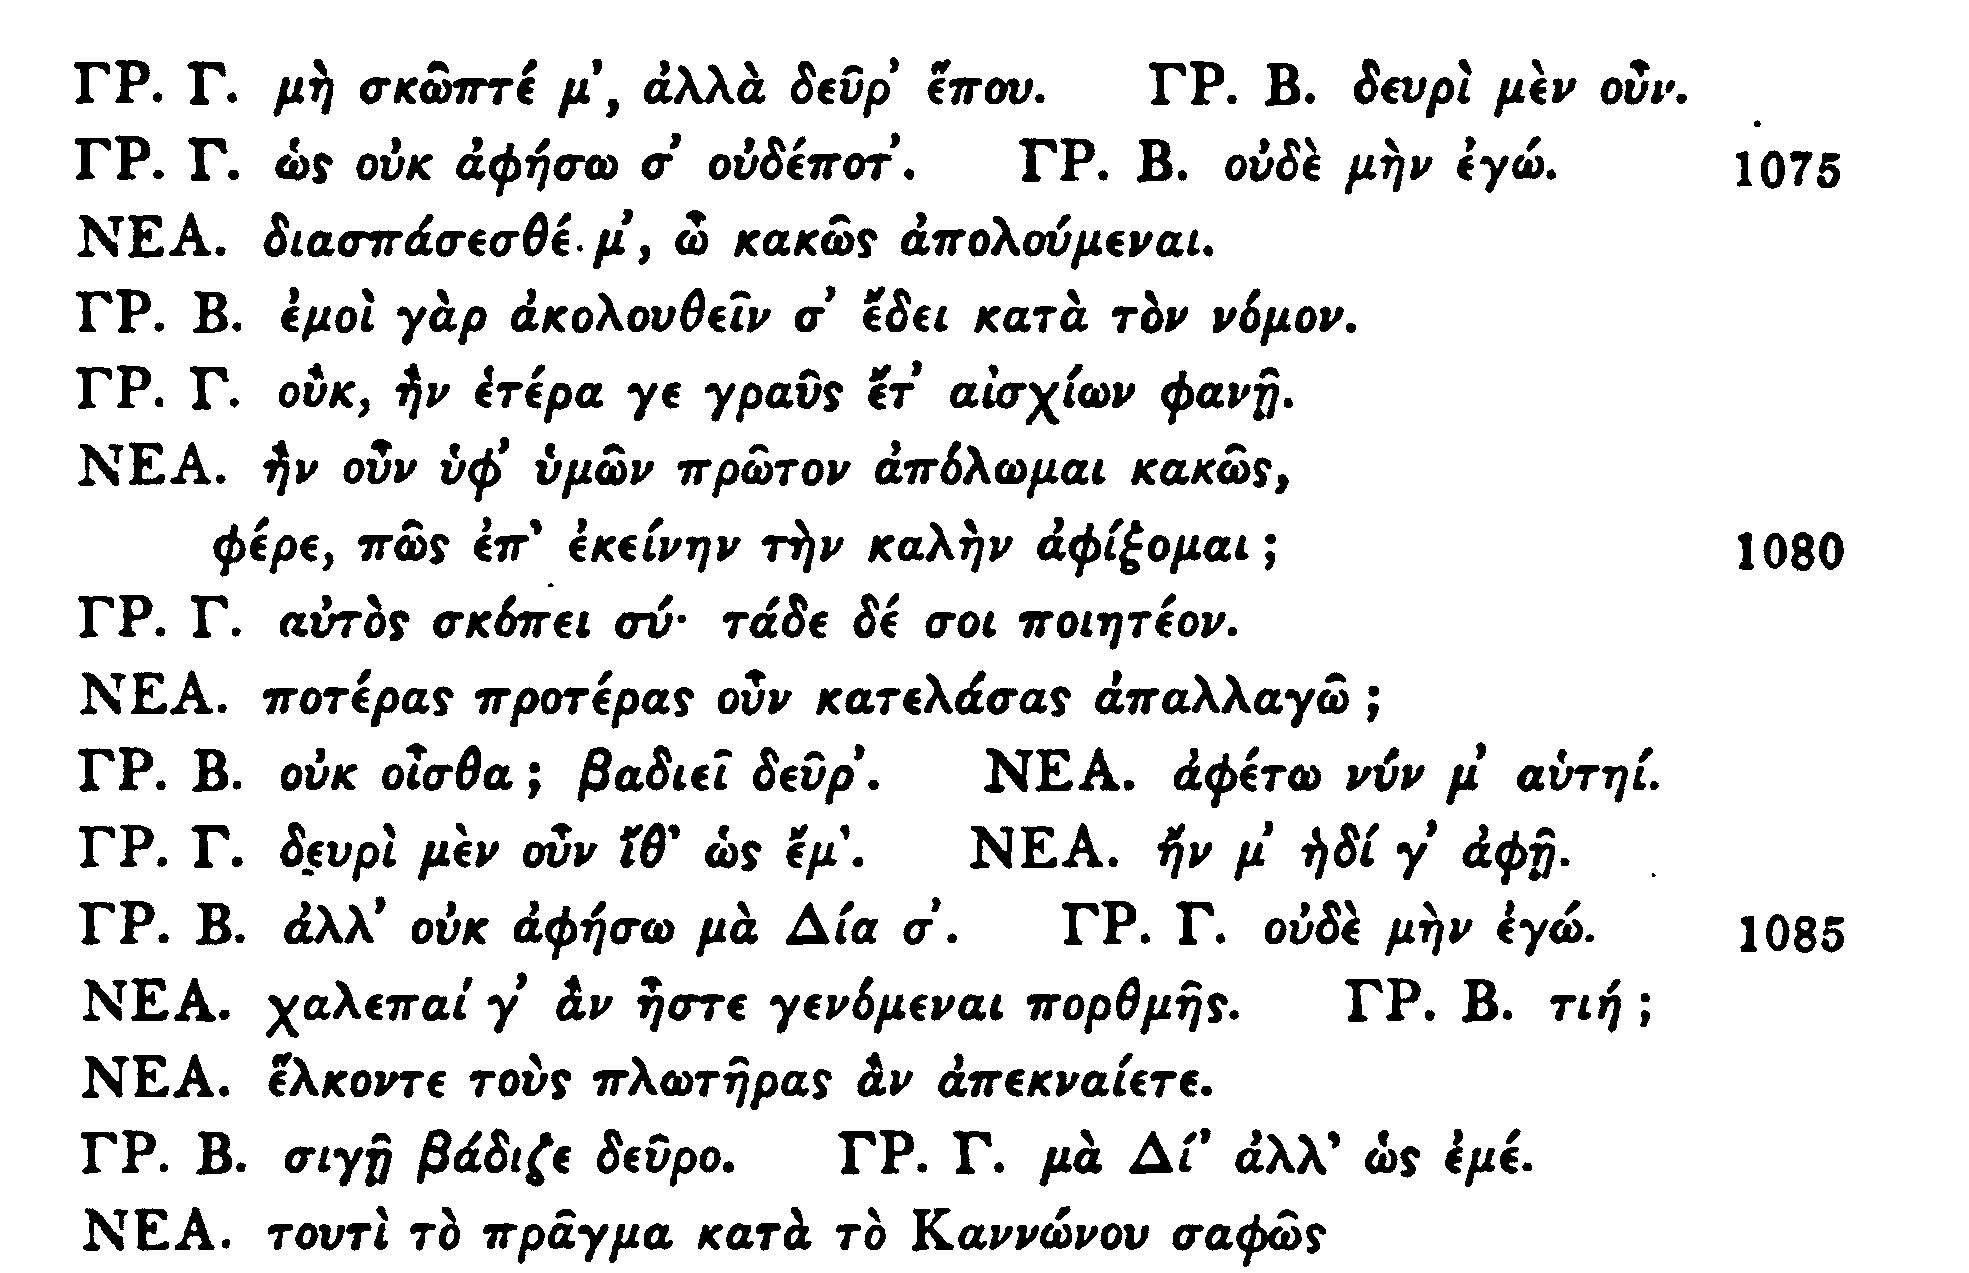 ΓΡ. Γ. μὴ σκῶπτέ μ’, ἀλλὰ δεῦρ’ ἕπου. ΓΡ. Β. δευρὶ μὲν οὖν.
ΓΡ. Γ. ὡς οὐκ ἀφήσω σ’ οὐδέποτ’. ΓΡ. Β. οὐδὲ μὴν ἐγώ. 1075
ΝΕΑ. διασπάσεσθέ μ’, ὦ κακῶς ἀπολούμεναι.
ΓΡ. Β. ἐμοὶ γὰρ ἀκολουθεῖν σ’ ἔδει κατὰ τὸν νόμον.
ΓΡ. Γ. οὔκ, ἢν ἑτέρα γε γραῦς ἔτ’ αἰσχίων φανῇ.
ΝΕΑ. ἢν οὖν ὑφ’ ὑμῶν πρῶτον ἀπόλωμαι κακῶς,
φέρε, πῶς ἐπ’ ἐκείνην τὴν καλὴν ἀφίξομαι; 1080
ΓΡ. Γ. αὐτὸς σκόπει σύ· τάδε δέ σοι ποιητέον.
ΝΕΑ. ποτέρας προτέρας οὖν κατελάσας ἀπαλλαγῶ;
ΓΡ. Β. οὐκ οἶσθα; βαδιεῖ δεῦρ’. ΝΕΑ. ἀφέτω νύν μ’ αὑτηί.
ΓΡ. Γ. δευρὶ μὲν οὖν ἴθ’ ὡς ἔμ’. ΝΕΑ. ἤν μ’ ἡδί γ’ ἀφῇ.
ΓΡ. Β. ἀλλ’ οὐκ ἀφήσω μὰ Δία σ’. ΓΡ. Γ. οὐδὲ μὴν ἐγώ. 1085
ΝΕΑ. χαλεπαί γ’ ἂν ἦστε γενόμεναι πορθμῆς. ΓΡ. Β. τιή;
ΝΕΑ. ἕλκοντε τοὺς πλωτῆρας ἂν ἀπεκναίετε.
ΓΡ. Β. σιγῇ βάδιζε δεῦρο. ΓΡ. Γ. μὰ Δί’ ἀλλ’ ὡς ἐμέ.
ΝΕΑ. τουτὶ τὸ πρᾶγμα κατὰ τὸ Καννώνου σαφῶς